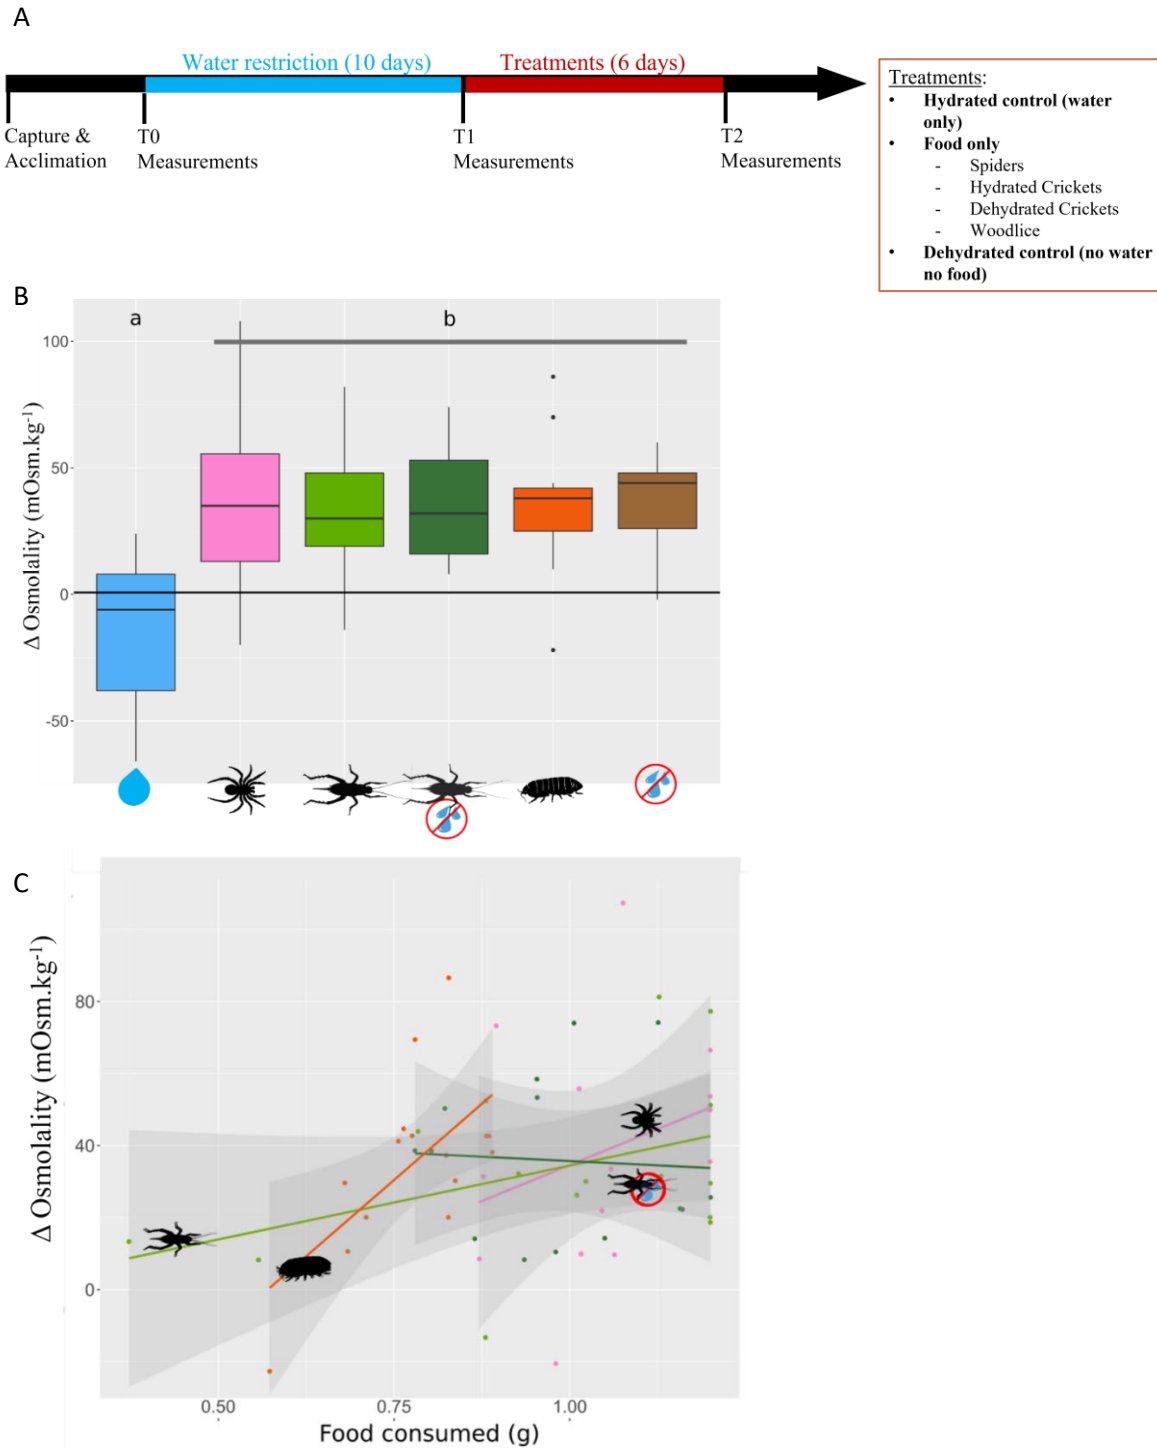 A
Water restriction (10 days)
Treatments (6 days)
Capture &
Acclimation
T0
Measurements
T1
Measurements
T2
Measurements
Treatments:
• Hydrated control (water
only)
• Food only
- Spiders
- Hydrated Crickets
- Dehydrated Crickets
- Woodlice
• Dehydrated control (no water
no food)
B
a
b
100
50
0
-50
Δ Osmolality (mOsm.kg-1)
C
80
40
0
Δ Osmolality (mOsm.kg-1)
0.50
0.75
1.00
Food consumed (g)